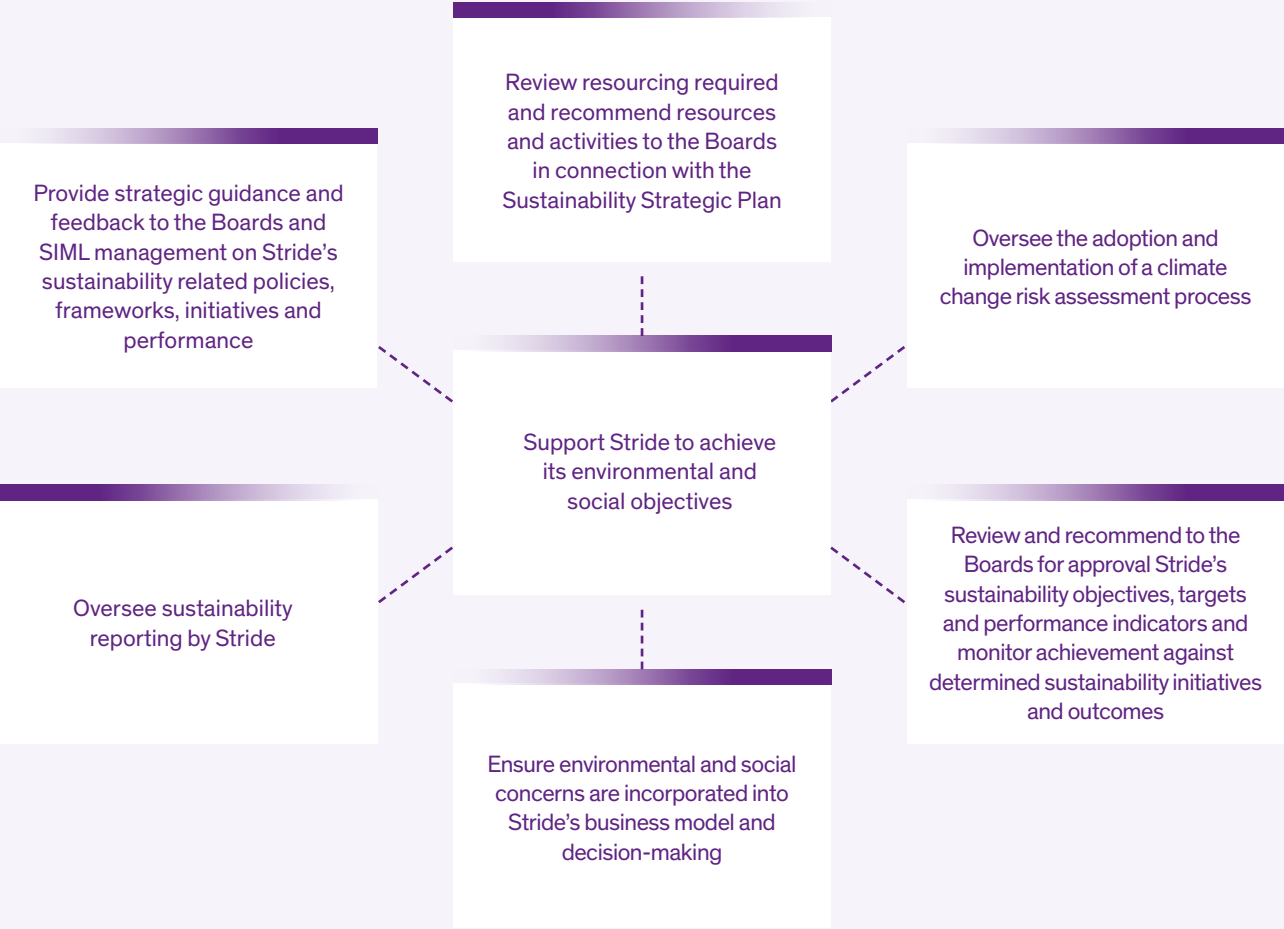 Review resourcing required
and recommend resources
and activities to the Boards
in connection with the
Sustainability Strategic Plan
Provide strategic guidance and
feedback to the Boards and
SIML management on Stride’s
sustainability related policies,
frameworks, initiatives and
performance
Oversee the adoption and
implementation of a climate
change risk assessment process
Support Stride to achieve
its environmental and
social objectives
Oversee sustainability
reporting by Stride
Review and recommend to the
Boards for approval Stride’s
sustainability objectives, targets
and performance indicators and
monitor achievement against
determined sustainability initiatives
and outcomes
Ensure environmental and social
concerns are incorporated into
Stride’s business model and
decision-making